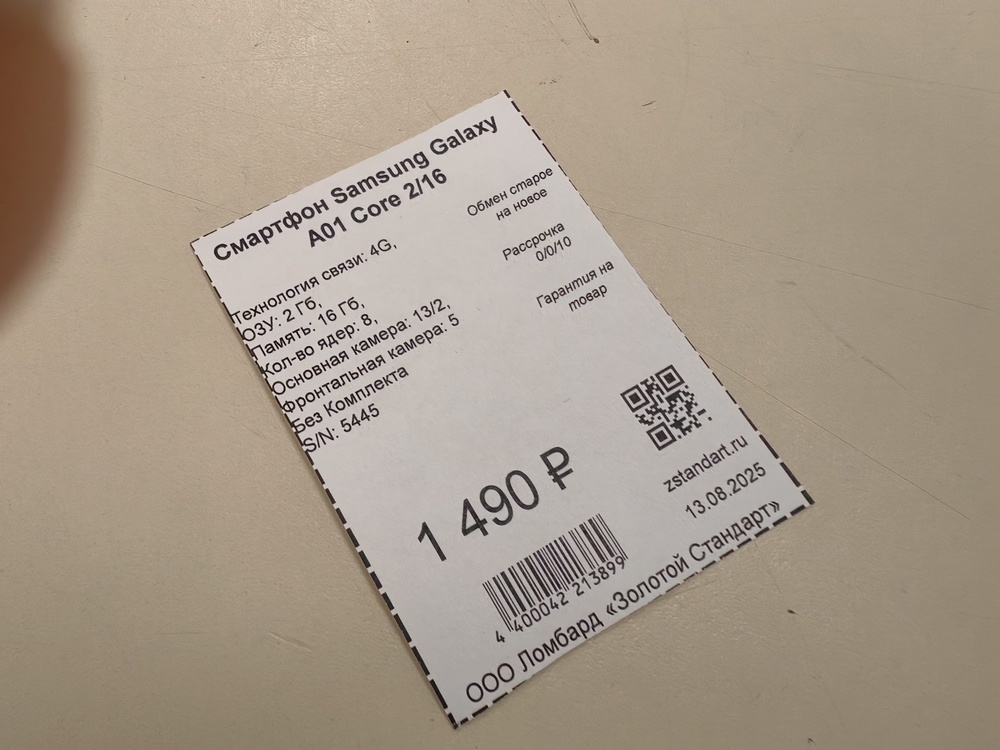 Смартфон Samsung Galaxy
A01 Core 2/16
Технология связи: 4G,
ОЗУ: 2 Гб,
Память: 16 Гб,
Кол-во ядер: 8,
Основная камера: 13/2,
Фронтальная камера: 5
Без Комплекта
S/N: 5445
Обмен старое
на новое
Рассрочка
0/0/10
Гарантия на
товар
1 490 ₽
zstandart.ru
13.08.2025
4 400042 213899
ООО Ломбард «Золотой Стандарт»